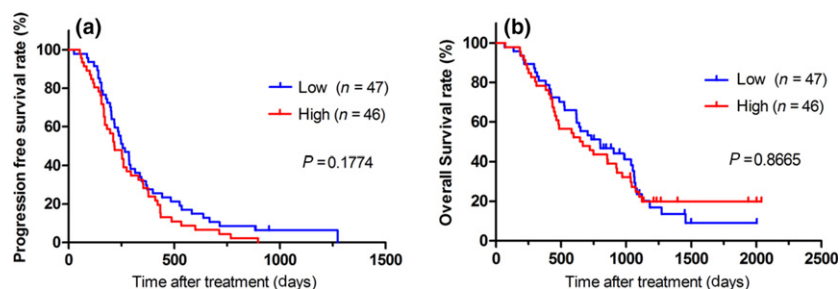 (a)
Progression free survival rate (%)
100
80
60
40
20
0
Low (n = 47)
High (n = 46)
P = 0.1774
0 500 1000 1500
Time after treatment (days)
(b)
Overall Survival rate (%)
100
80
60
40
20
0
Low (n = 47)
High (n = 46)
P = 0.8665
0 500 1000 1500 2000 2500
Time after treatment (days)